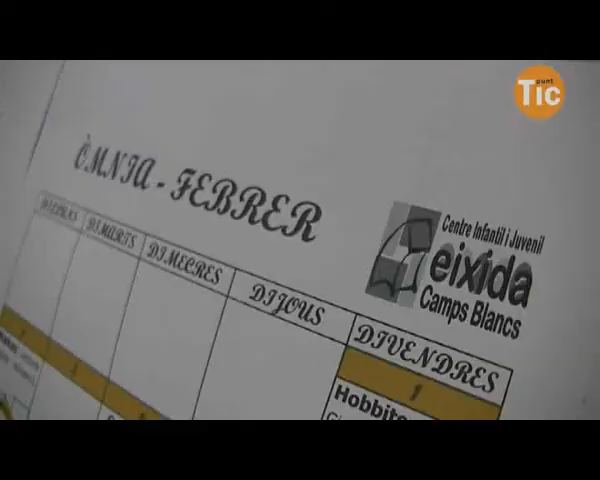 punt
Tic
ÒMNIA - FEBRER
Centre Infantil i Juvenil
eixida
Camps Blancs
DILLUNS DIMARTS DIMECRES DIJOUS DIVENDRES
1
Hobbits